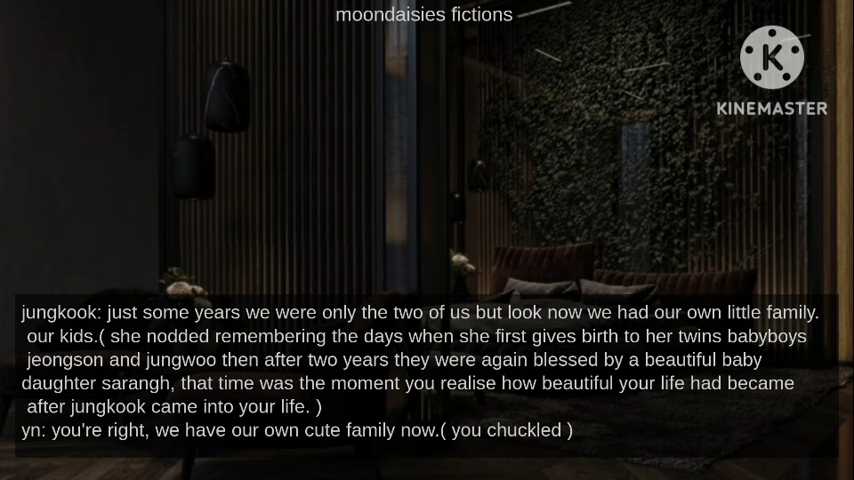 moondaisies fictions
KINEMASTER
jungkook: just some years we were only the two of us but look now we had our own little family.
our kids.( she nodded remembering the days when she first gives birth to her twins babyboys
jeongson and jungwoo then after two years they were again blessed by a beautiful baby
daughter sarangh, that time was the moment you realise how beautiful your life had became
after jungkook came into your life. )
yn: you're right, we have our own cute family now.( you chuckled )